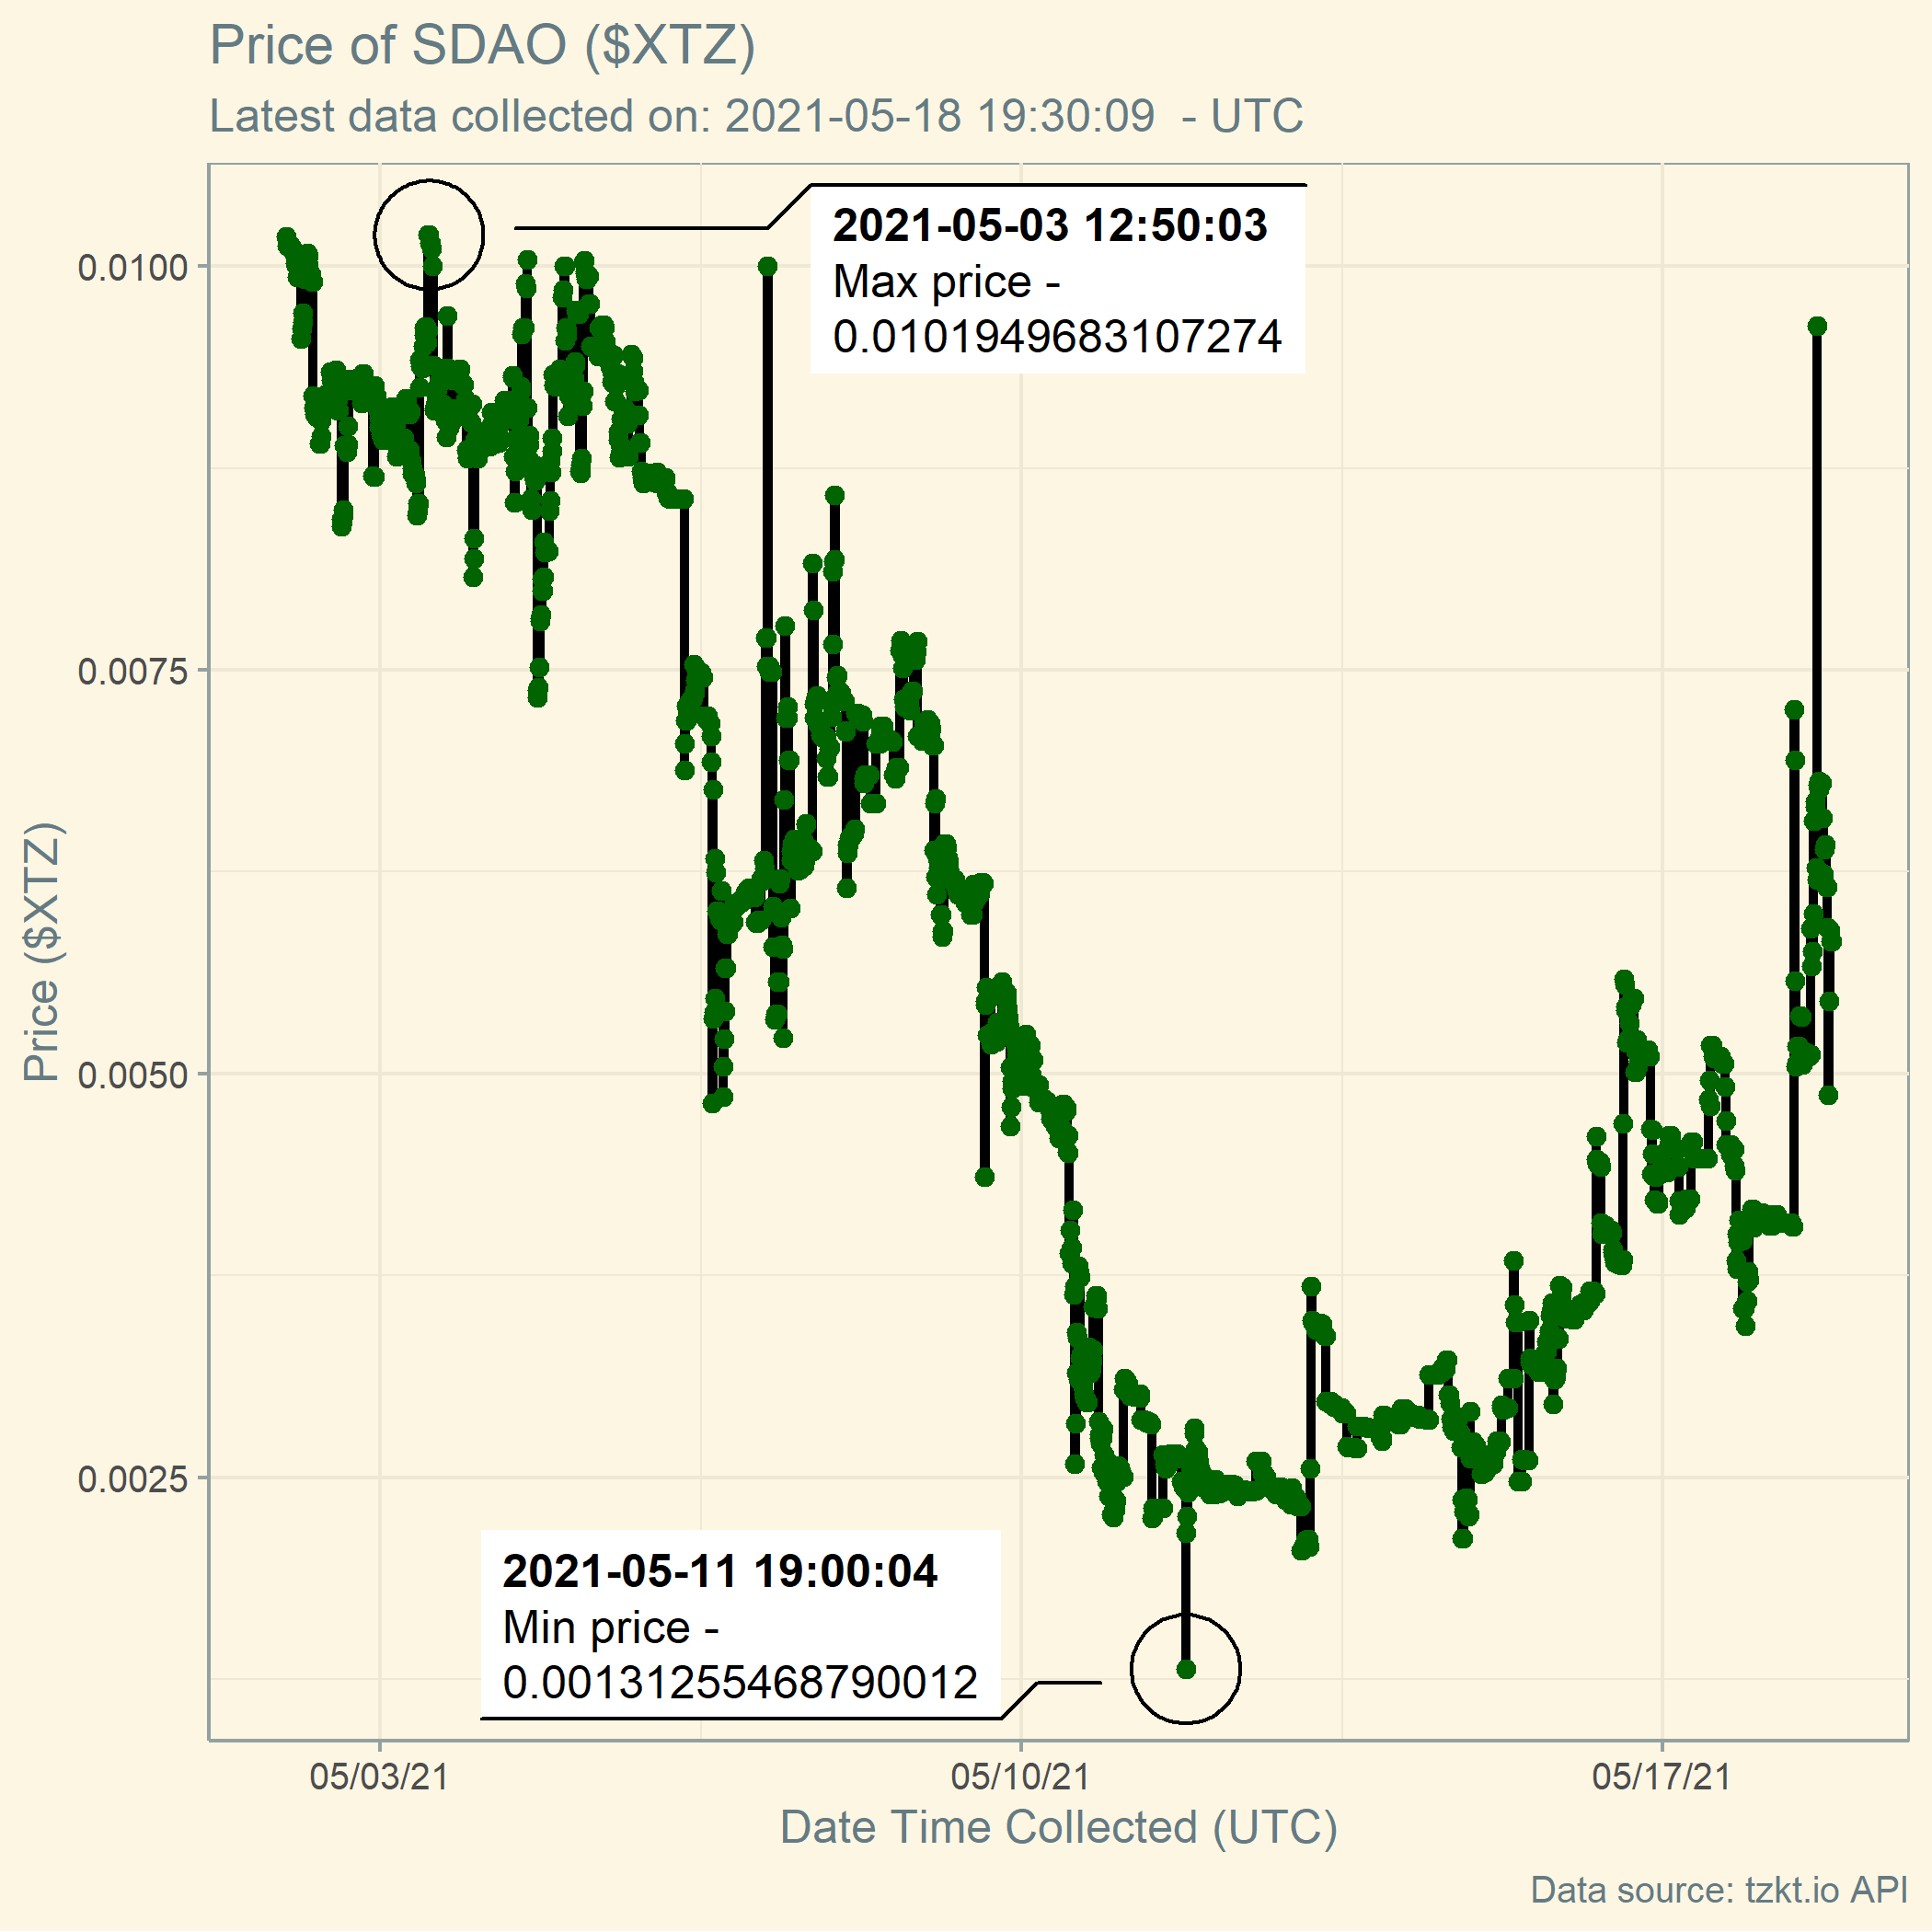 Price of SDAO ($XTZ)
Latest data collected on: 2021-05-18 19:30:09  - UTC
2021-05-03 12:50:03
Max price -
0.0101949683107274
0.0100
0.0075
Price ($XTZ)
0.0050
0.0025
2021-05-11 19:00:04
Min price -
0.00131255468790012
05/03/21
05/10/21
05/17/21
Date Time Collected (UTC)
Data source: tzkt.io API